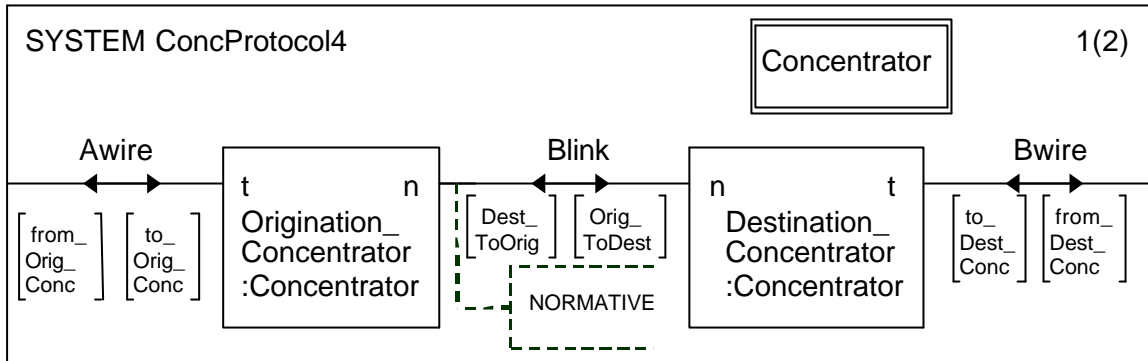 SYSTEM ConcProtocol4
1(2)
Concentrator
Awire
Blink
Bwire
t
n
n
t
from_
Orig_
Conc
to_
Orig_
Conc
Origination_
Concentrator
:Concentrator
Dest_
ToOrig
Orig_
ToDest
NORMATIVE
Destination_
Concentrator
:Concentrator
to_
Dest_
Conc
from_
Dest_
Conc